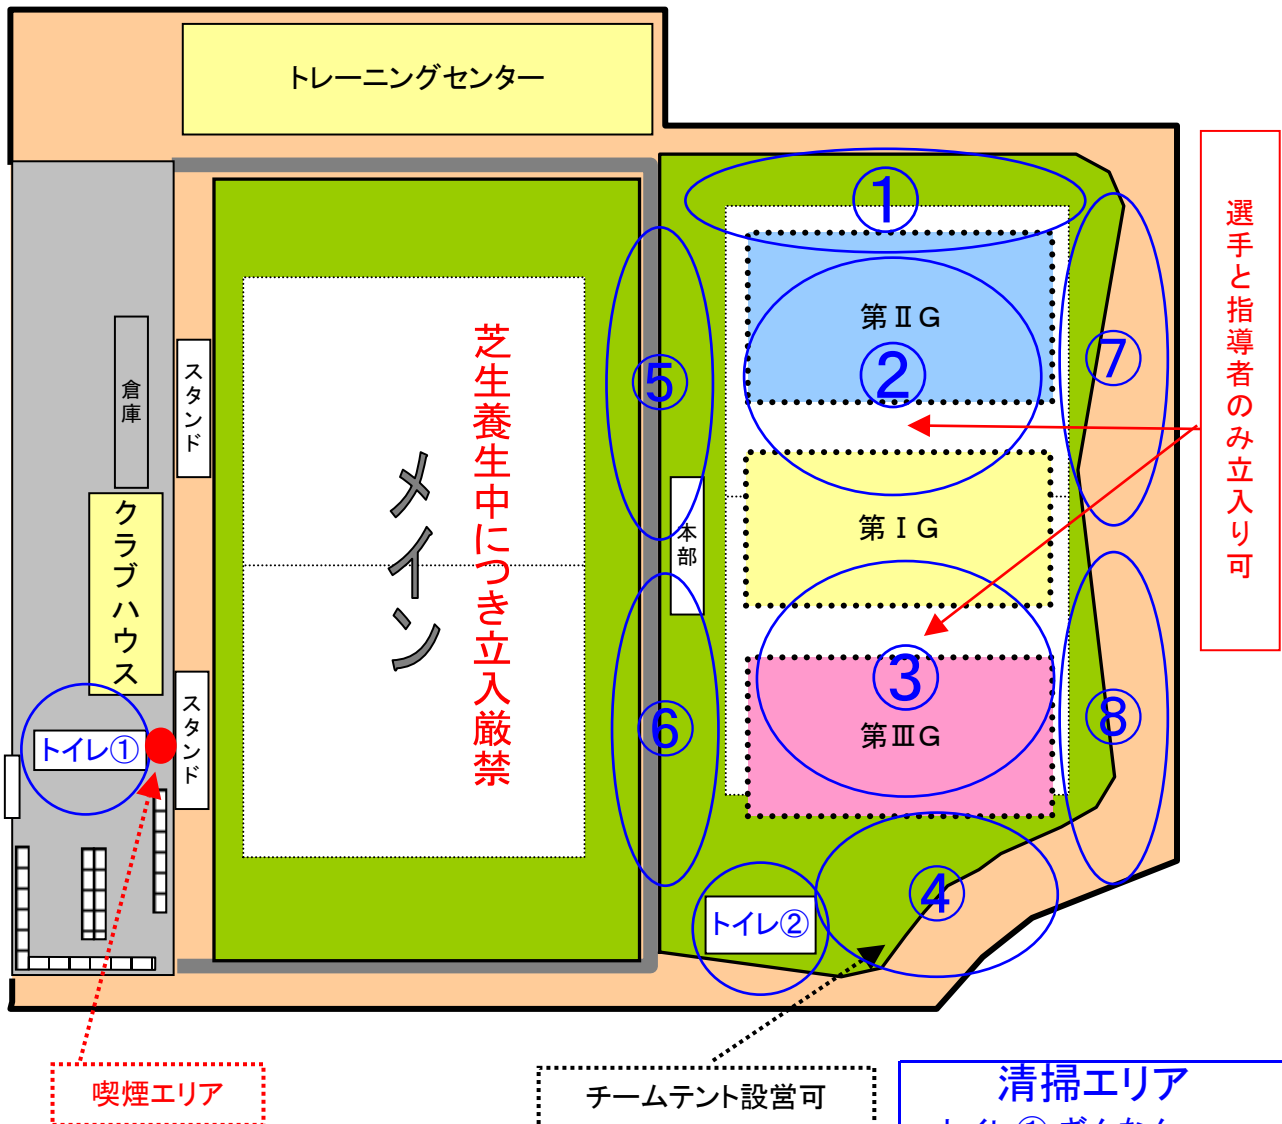 トレーニングセンター
①
選手と指導者のみ立入り可
第ⅡG
②
⑤
⑦
芝生養生中につき立入厳禁
メイン
倉庫
スタンド
クラブハウス
本部
第ⅠG
③
第ⅢG
⑥
⑧
スタンド
トイレ①
④
トイレ②
喫煙エリア
チームテント設営可
清掃エリア
トイレ①